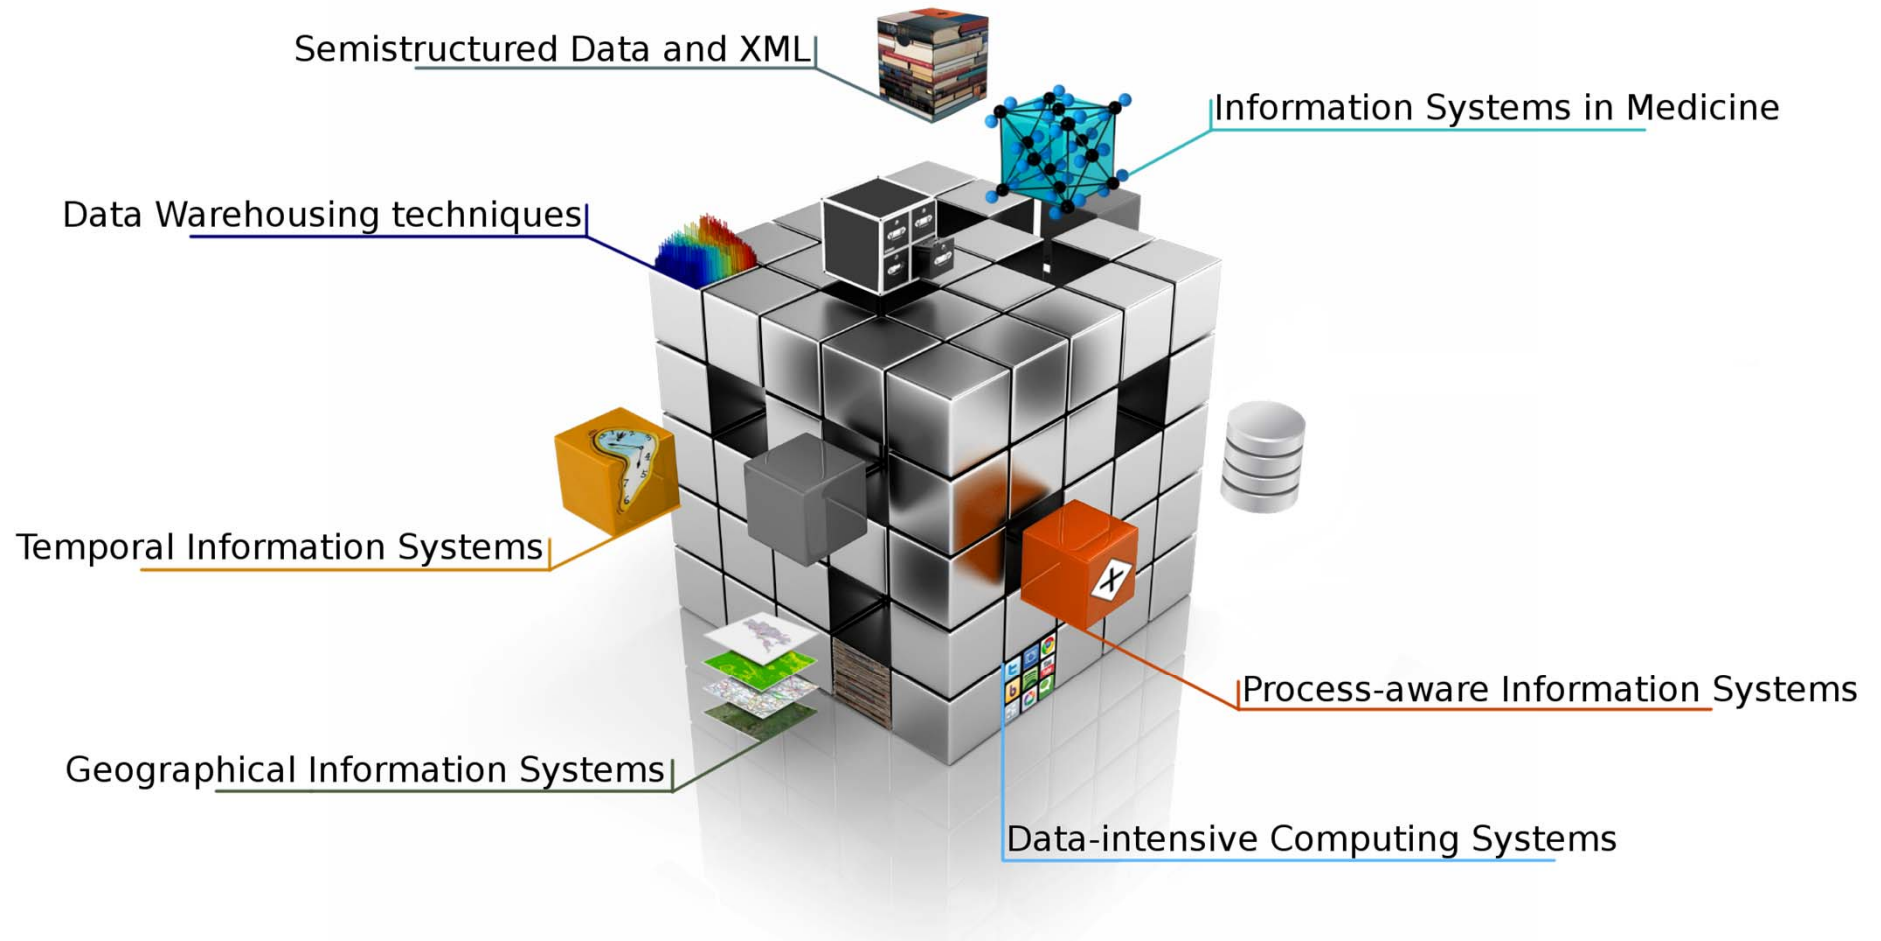 Semistructured Data and XML
Information Systems in Medicine
Data Warehousing techniques
Temporal Information Systems
Process-aware Information Systems
Geographical Information Systems
Data-intensive Computing Systems